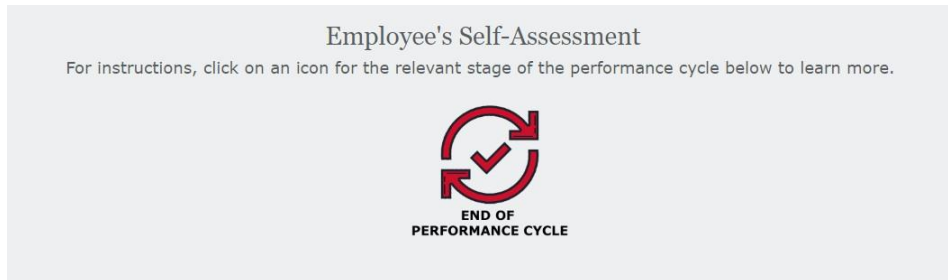 Employee's Self-Assessment
For instructions, click on an icon for the relevant stage of the performance cycle below to learn more.
END OF
PERFORMANCE CYCLE